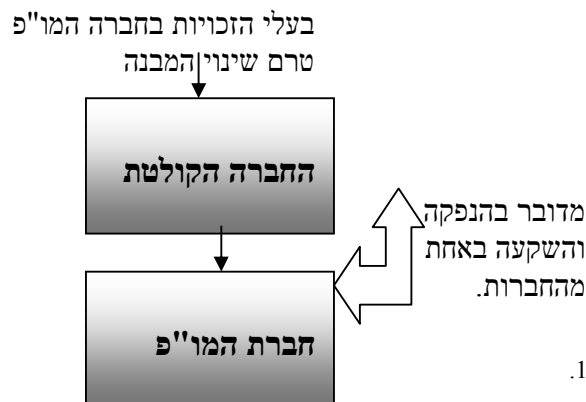 בעלי הזכויות בחברה המו"פ
טרם שינוי המבנה
החברה הקולטת
מדובר בהנפקה
והשקעה באחת
מהחברות.
חברת המו"פ
1.